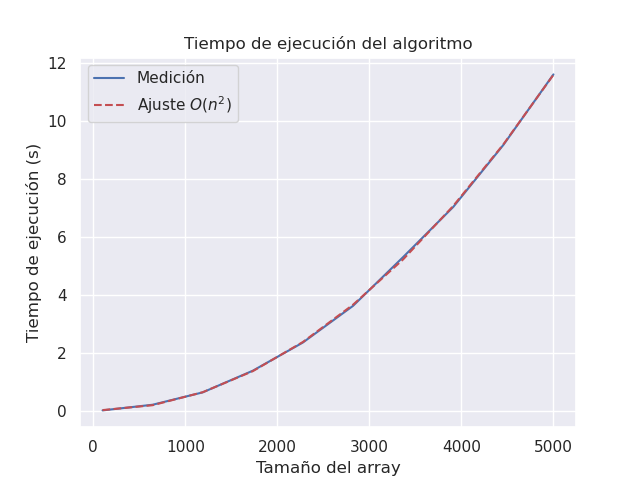 Tiempo de ejecución del algoritmo
Medición
Ajuste O(n²)
Tiempo de ejecución (s)
12
10
8
6
4
2
0
0 1000 2000 3000 4000 5000
Tamaño del array